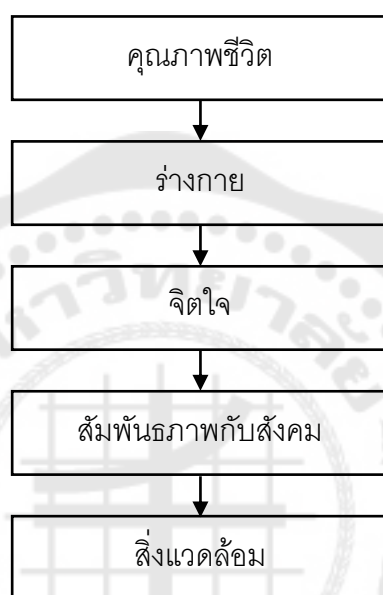 คุณภาพชีวิต
ร่างกาย
จิตใจ
สัมพันธภาพกับสังคม
สิ่งแวดล้อม